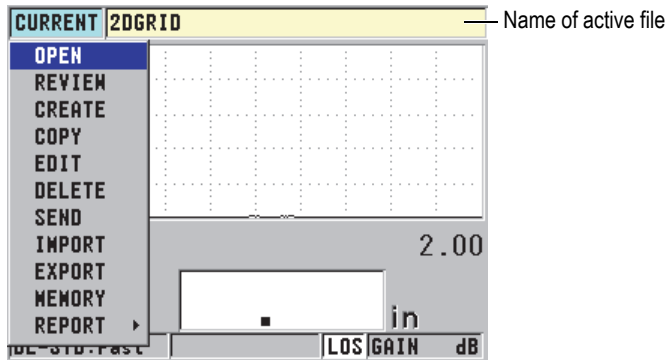 CURRENT 2DGRID
Name of active file
OPEN
REVIEW
CREATE
COPY
EDIT
DELETE
SEND
IMPORT
EXPORT
MEMORY
REPORT
2.00
in
LOS GAIN dB